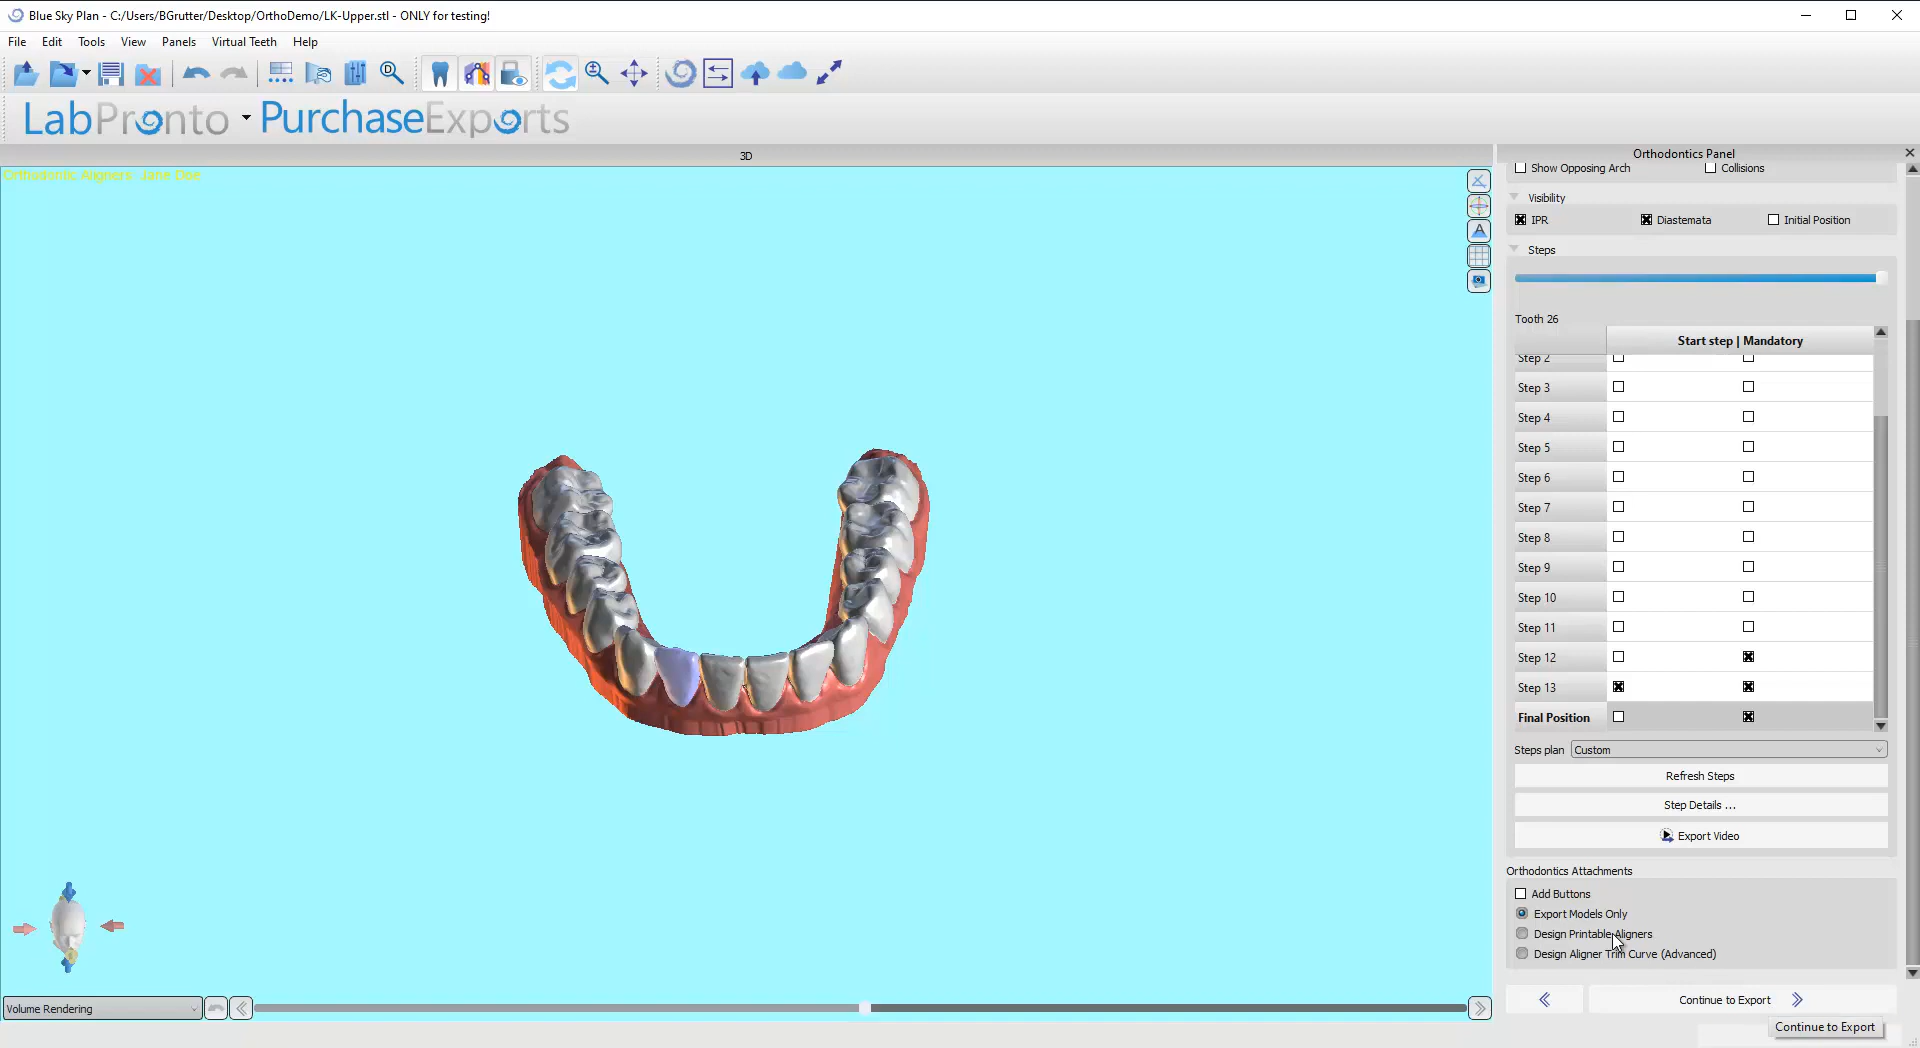 Blue Sky Plan - C:/Users/BGrutter/Desktop/OrthoDemo/LK-Upper.stl - ONLY for testing!
File Edit Tools View Panels Virtual Teeth Help
D
LabPronto PurchaseExports
3D
Orthodontics Panel
Orthodontic Aligners: Jane Doe
Show Opposing Arch Collisions
Visibility
IPR Diastemata Initial Position
Steps
Tooth 26
Start step | Mandatory
Step 2
Step 3
Step 4
Step 5
Step 6
Step 7
Step 8
Step 9
Step 10
Step 11
Step 12
Step 13
Final Position
Steps plan Custom
Refresh Steps
Step Details ...
Export Video
Orthodontics Attachments
Add Buttons
Export Models Only
Design Printable Aligners
Design Aligner Trim Curve (Advanced)
Continue to Export
Volume Rendering
Continue to Export